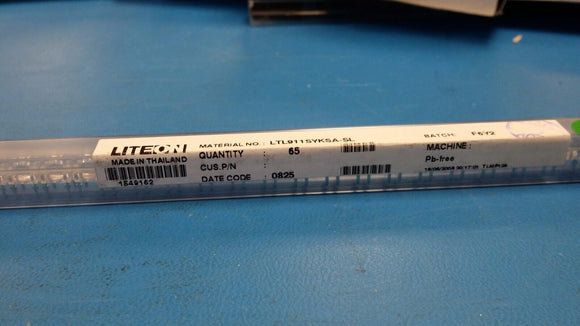 LITEON
MADE IN THAILAND
1549162
MATERIAL NO.: LTL911SYKSA-SL
QUANTITY : 65
CUS.P/N :
DATE CODE : 0825
BATCH: F6Y2
MACHINE:
Pb-free